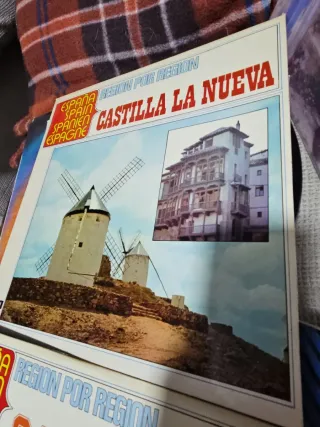 ESPAÑA
SPAIN
SPANIEN
ESPAGNE
REGION POR REGION
CASTILLA LA NUEVA
REGION POR REGION